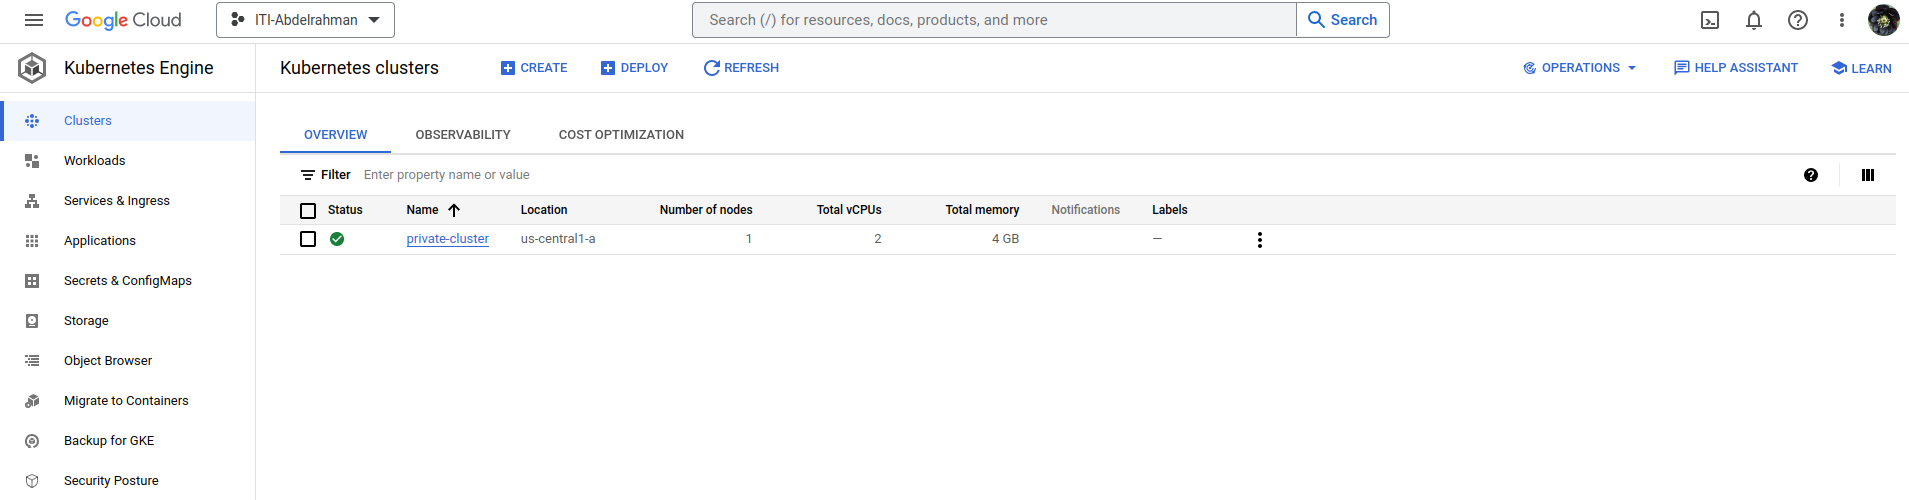 Google Cloud
ITI-Abdelrahman
Search (/) for resources, docs, products, and more
Search
Kubernetes Engine
Kubernetes clusters
CREATE
DEPLOY
REFRESH
OPERATIONS
HELP ASSISTANT
LEARN
Clusters
Workloads
Services & Ingress
Applications
Secrets & ConfigMaps
Storage
Object Browser
Migrate to Containers
Backup for GKE
Security Posture
OVERVIEW
OBSERVABILITY
COST OPTIMIZATION
Filter Enter property name or value
Status Name Location Number of nodes Total vCPUs Total memory Notifications Labels
private-cluster us-central1-a 1 2 4 GB —